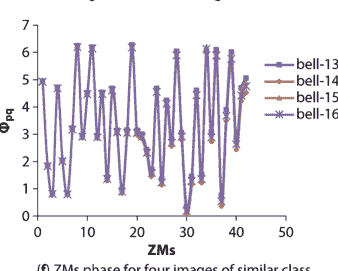 7
6
5
4
3
2
1
0
Φpq
0 10 20 30 40 50
ZMs
bell-13
bell-14
bell-15
bell-16
(f) ZMs phase for four images of similar class